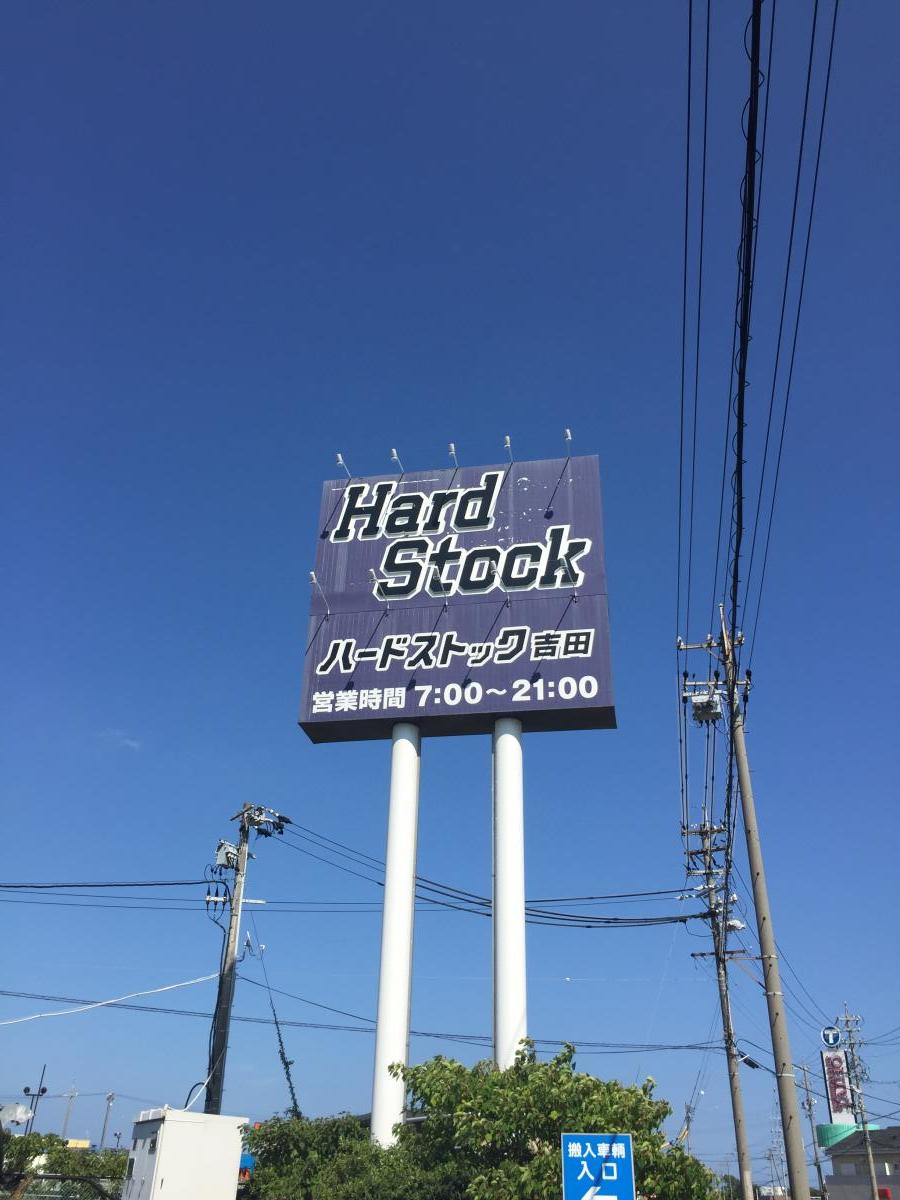 Hard
Stock
ハードストック吉田
営業時間 7:00～21:00
搬入車輌
入口
T